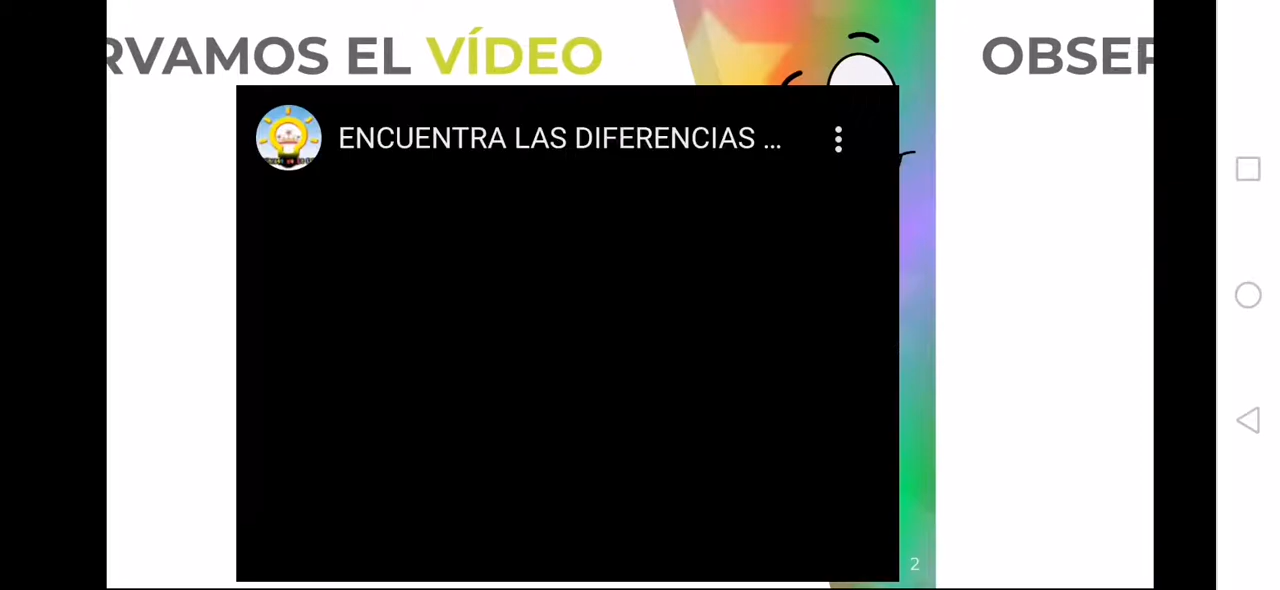 RVAMOS EL VÍDEO
OBSER
ENCUENTRA LAS DIFERENCIAS ...
2